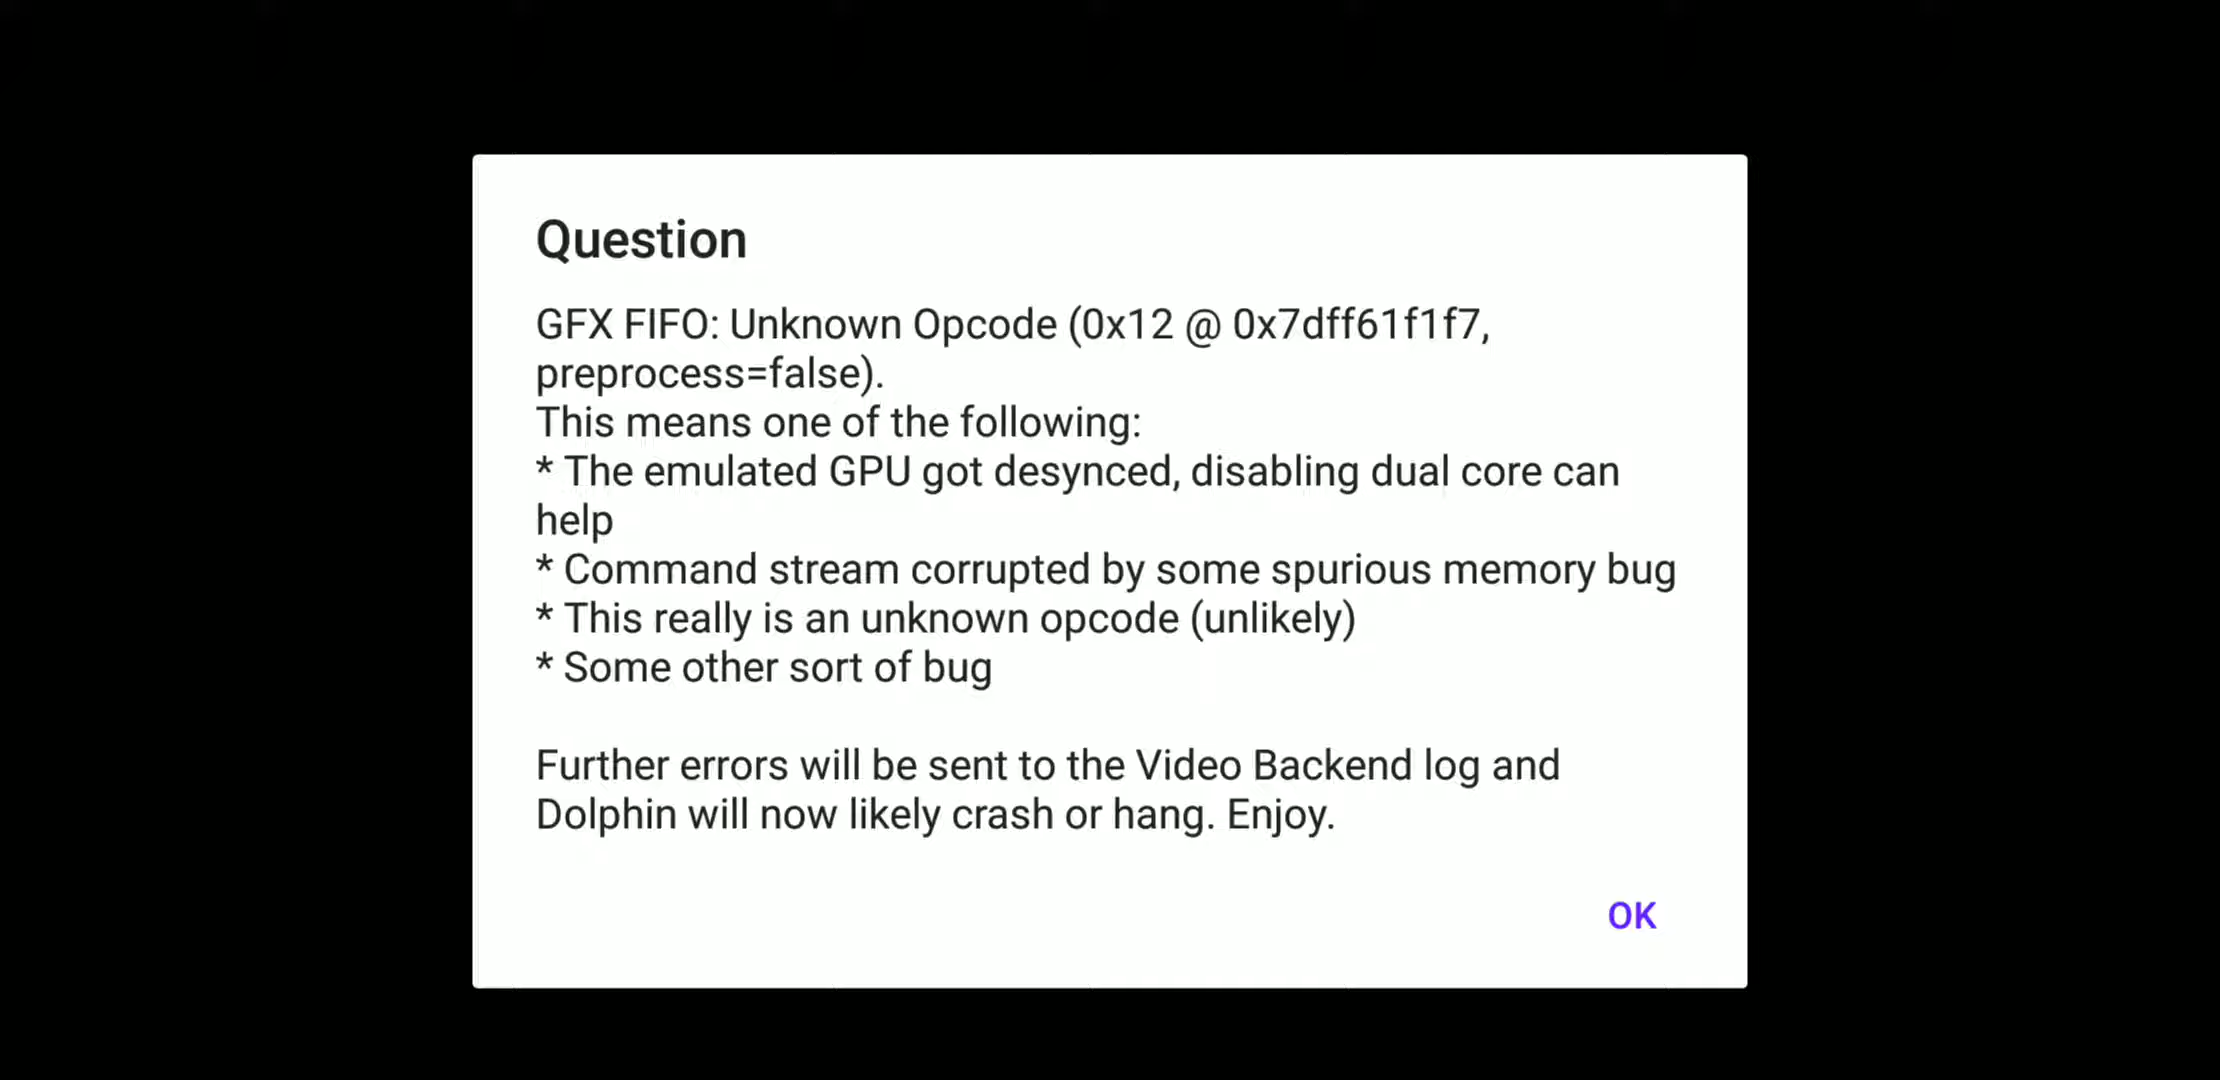 Question
GFX FIFO: Unknown Opcode (0x12 @ 0x7dff61f1f7,
preprocess=false).
This means one of the following:
* The emulated GPU got desynced, disabling dual core can
help
* Command stream corrupted by some spurious memory bug
* This really is an unknown opcode (unlikely)
* Some other sort of bug
Further errors will be sent to the Video Backend log and
Dolphin will now likely crash or hang. Enjoy.
OK